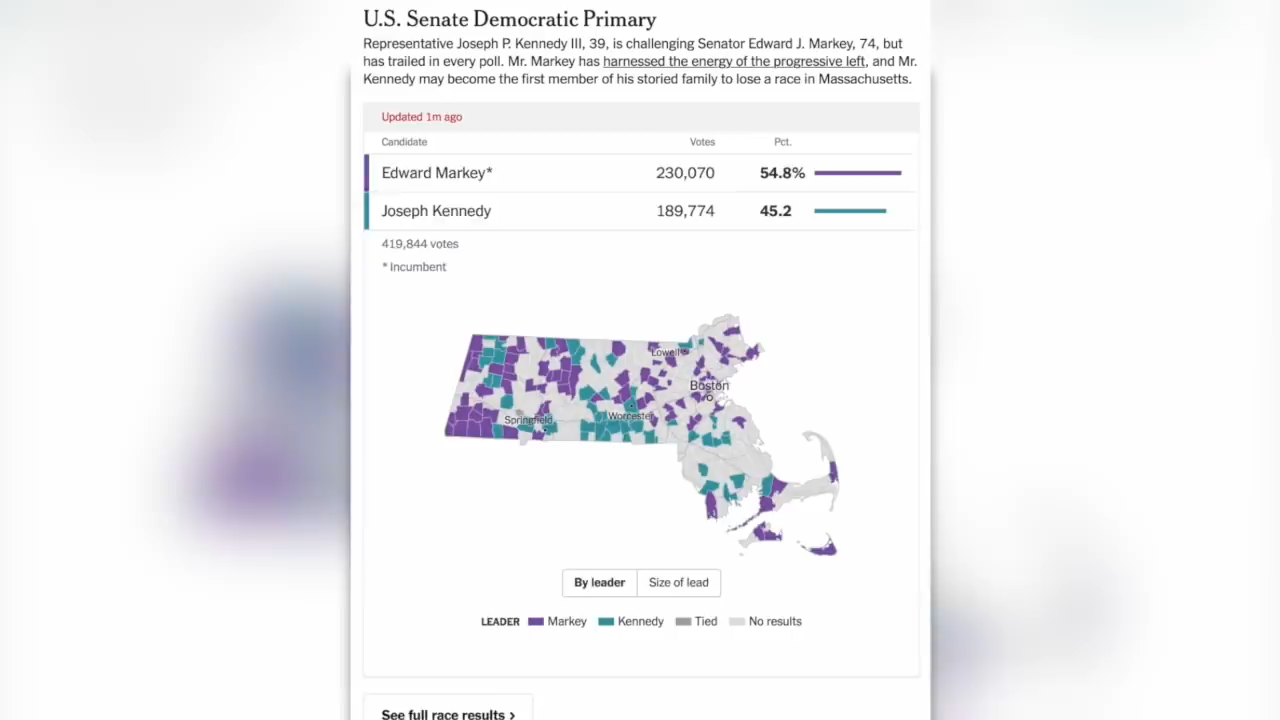 U.S. Senate Democratic Primary
Representative Joseph P. Kennedy III, 39, is challenging Senator Edward J. Markey, 74, but
has trailed in every poll. Mr. Markey has harnessed the energy of the progressive left, and Mr.
Kennedy may become the first member of his storied family to lose a race in Massachusetts.
Updated 1m ago
Candidate Votes Pct.
Edward Markey* 230,070 54.8%
Joseph Kennedy 189,774 45.2
419,844 votes
* Incumbent
Lowell
Boston
Worcester
Springfield
By leader Size of lead
LEADER Markey Kennedy Tied No results
See full race results ›